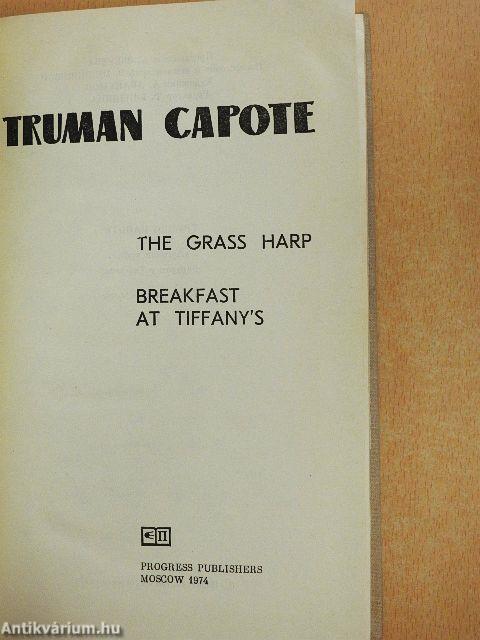 TRUMAN CAPOTE
THE GRASS HARP
BREAKFAST
AT TIFFANY'S
PROGRESS PUBLISHERS
MOSCOW 1974
Antikvárium.hu